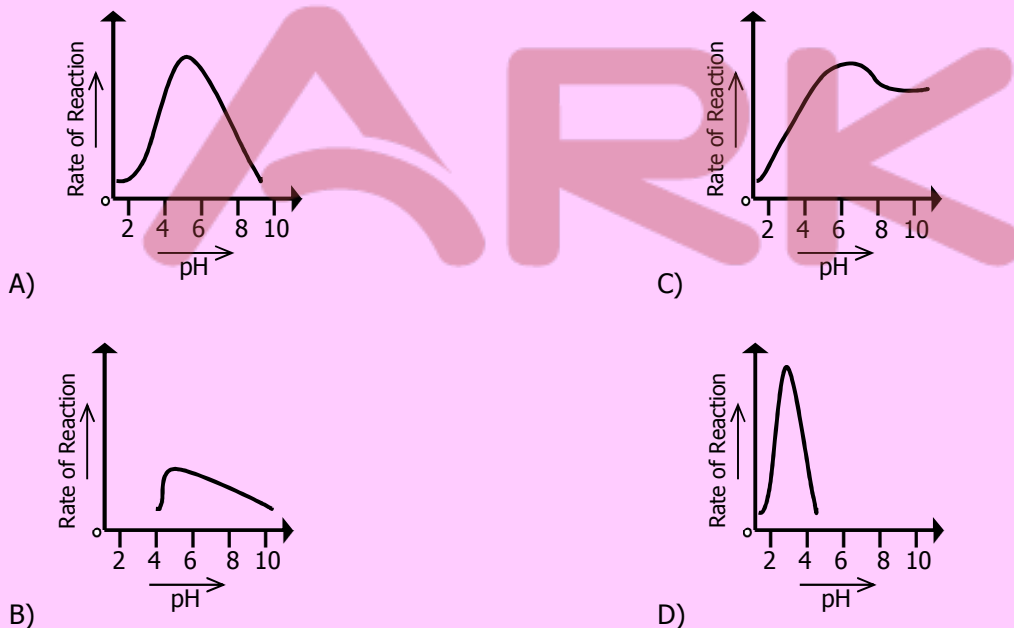 ARK
Rate of Reaction
o
2 4 6 8 10
pH
A)
Rate of Reaction
o
2 4 6 8 10
pH
C)
Rate of Reaction
o
2 4 6 8 10
pH
B)
Rate of Reaction
o
2 4 6 8 10
pH
D)